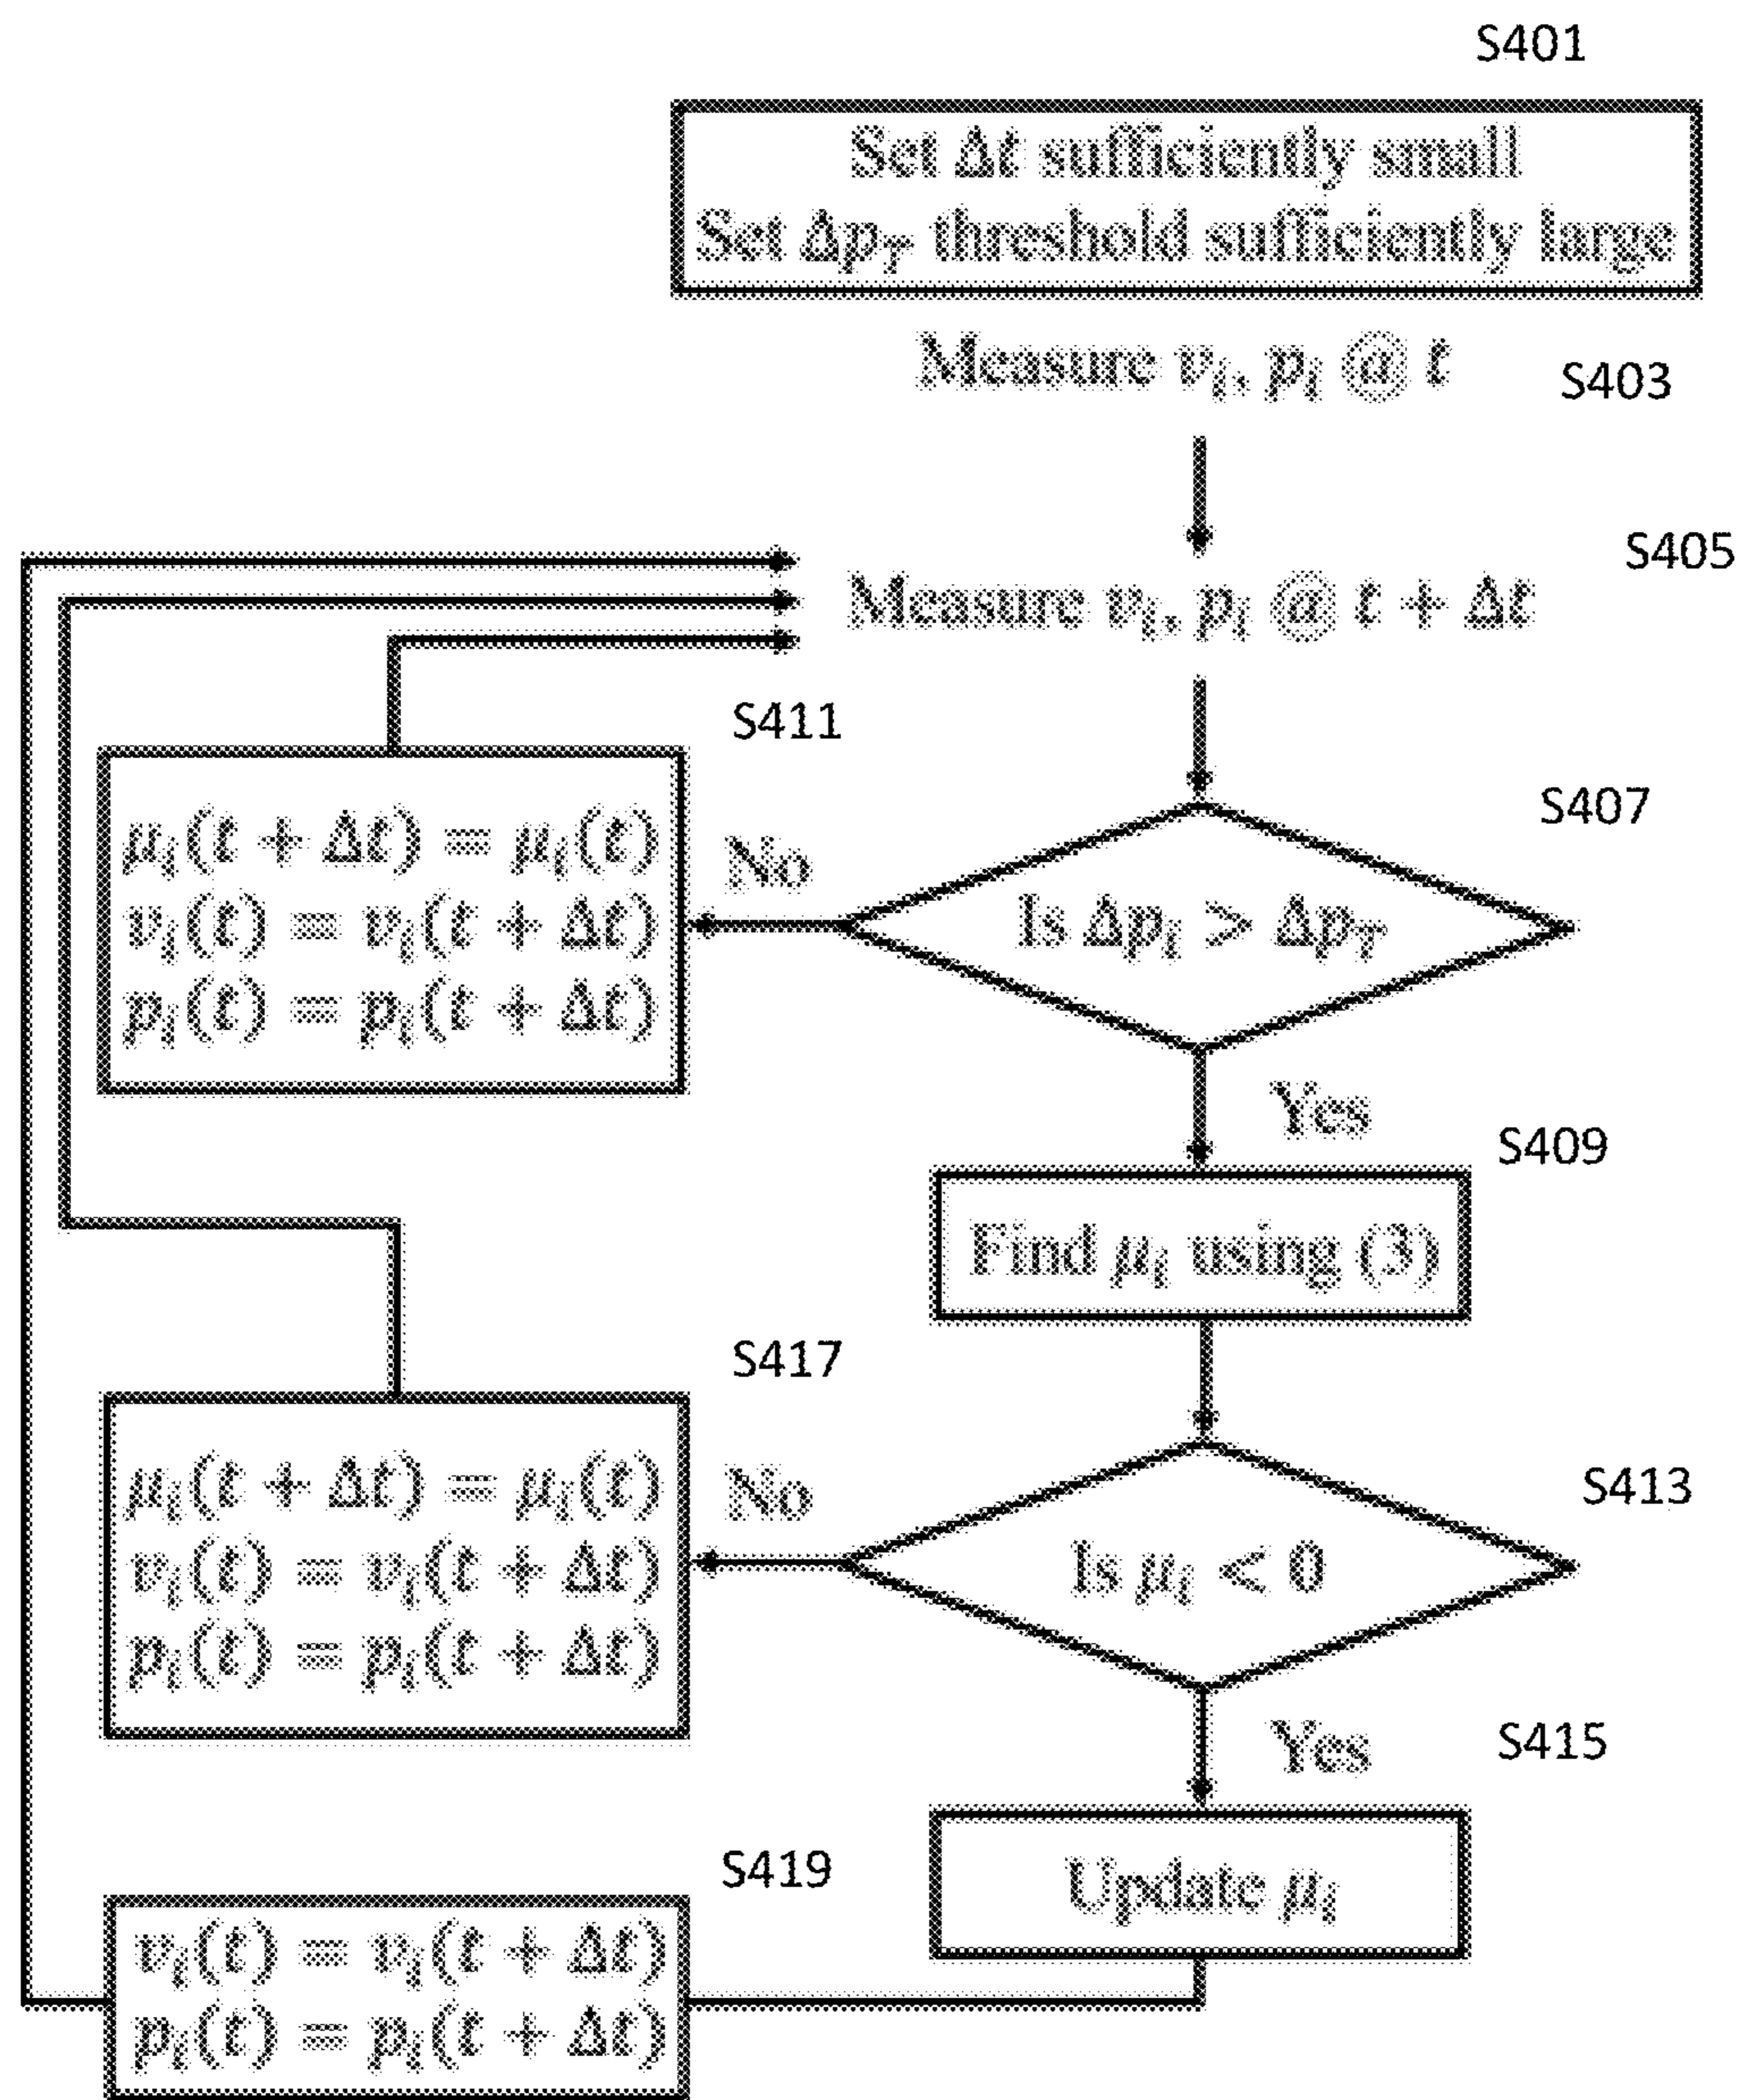 S401
Set Δt sufficiently small
Set Δp_T threshold sufficiently large
Measure v_i, p_i @ t
S403
S405
Measure v_i, p_i @ t + Δt
S411
μ_i(t + Δt) = μ_i(t)
v_i(t) = v_i(t + Δt)
p_i(t) = p_i(t + Δt)
No
S407
Is Δp_i > Δp_T
Yes
S409
Find μ_i using (3)
S417
μ_i(t + Δt) = μ_i(t)
v_i(t) = v_i(t + Δt)
p_i(t) = p_i(t + Δt)
No
S413
Is μ_i < 0
Yes
S415
Update μ_i
S419
v_i(t) = v_i(t + Δt)
p_i(t) = p_i(t + Δt)